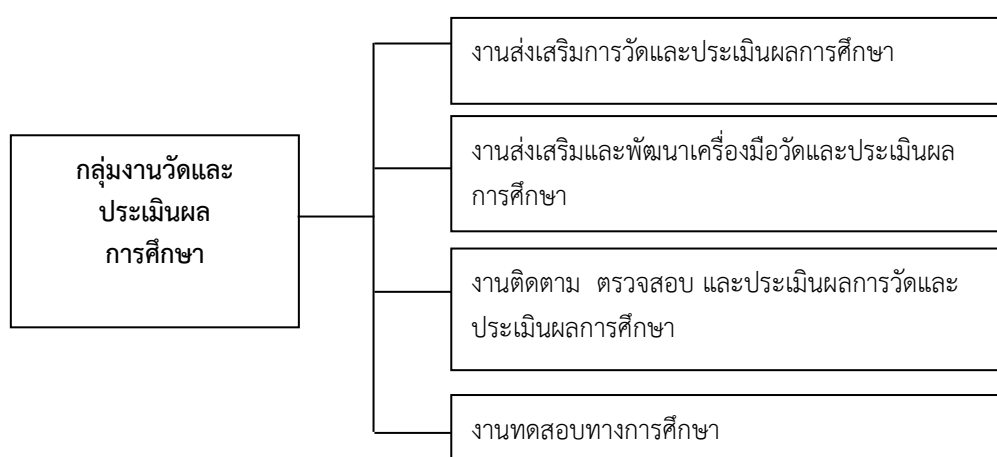 กลุ่มงานวัดและ
ประเมินผล
การศึกษา
งานส่งเสริมการวัดและประเมินผลการศึกษา
งานส่งเสริมและพัฒนาเครื่องมือวัดและประเมินผล
การศึกษา
งานติดตาม ตรวจสอบ และประเมินผลการวัดและ
ประเมินผลการศึกษา
งานทดสอบทางการศึกษา